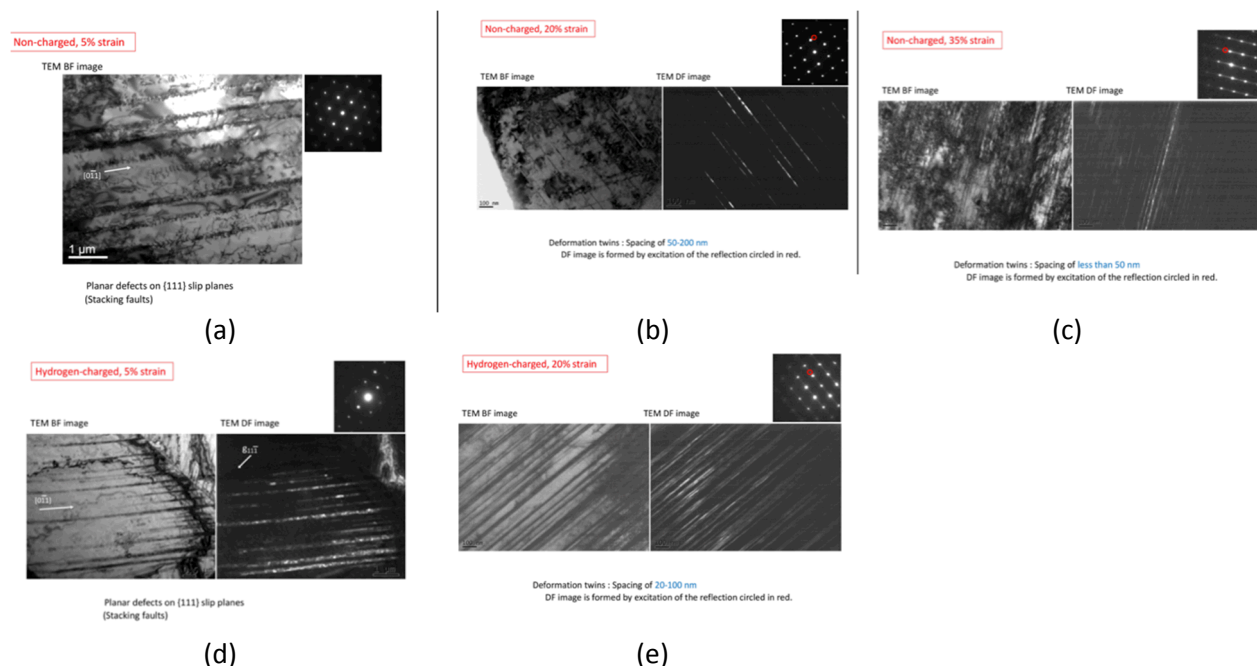 Non-charged, 5% strain
TEM BF image
[01̅1]
1 μm
Planar defects on {111} slip planes
(Stacking faults)
(a)
Non-charged, 20% strain
TEM BF image
TEM DF image
100 nm
Deformation twins : Spacing of 50-200 nm
DF image is formed by excitation of the reflection circled in red.
(b)
Non-charged, 35% strain
TEM BF image
TEM DF image
Deformation twins : Spacing of less than 50 nm
DF image is formed by excitation of the reflection circled in red.
(c)
Hydrogen-charged, 5% strain
TEM BF image
TEM DF image
[01̅1]
g111̅
Planar defects on {111} slip planes
(Stacking faults)
(d)
Hydrogen-charged, 20% strain
TEM BF image
TEM DF image
Deformation twins : Spacing of 20-100 nm
DF image is formed by excitation of the reflection circled in red.
(e)